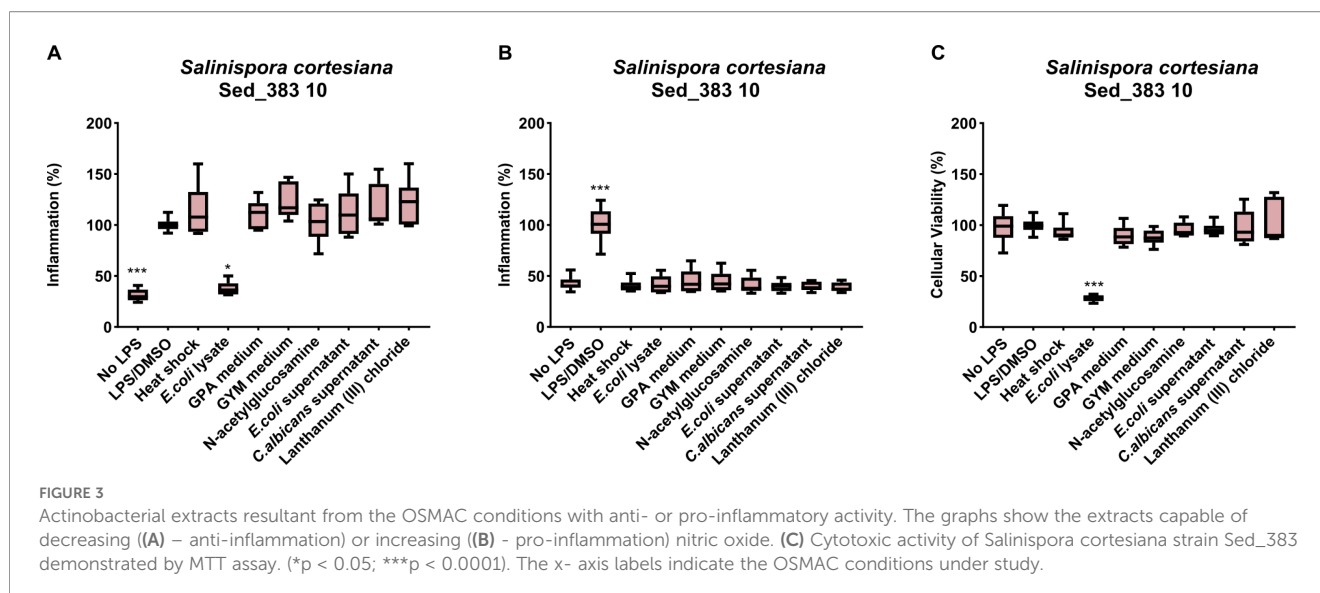 A
Salinispora cortesiana
Sed_383 10
Inflammation (%)
200
150
100
50
0
***
*
No LPS
LPS/DMSO
Heat shock
E.coli lysate
GPA medium
GYM medium
N-acetylglucosamine
E.coli supernatant
C.albicans supernatant
Lanthanum (III) chloride
B
Salinispora cortesiana
Sed_383 10
Inflammation (%)
200
150
100
50
0
***
No LPS
LPS/DMSO
Heat shock
E.coli lysate
GPA medium
GYM medium
N-acetylglucosamine
E.coli supernatant
C.albicans supernatant
Lanthanum (III) chloride
C
Salinispora cortesiana
Sed_383 10
Cellular Viability (%)
200
150
100
50
0
***
No LPS
LPS/DMSO
Heat shock
E.coli lysate
GPA medium
GYM medium
N-acetylglucosamine
E.coli supernatant
C.albicans supernatant
Lanthanum (III) chloride
FIGURE 3
Actinobacterial extracts resultant from the OSMAC conditions with anti- or pro-inflammatory activity. The graphs show the extracts capable of
decreasing ((A) – anti-inflammation) or increasing ((B) - pro-inflammation) nitric oxide. (C) Cytotoxic activity of Salinispora cortesiana strain Sed_383
demonstrated by MTT assay. (*p < 0.05; ***p < 0.0001). The x- axis labels indicate the OSMAC conditions under study.